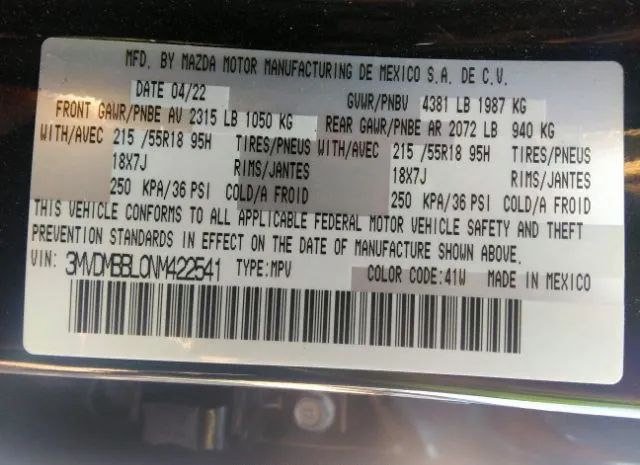 MFD. BY MAZDA MOTOR MANUFACTURING DE MEXICO S.A. DE C.V.
DATE 04/22 GVWR/PNBV 4381 LB 1987 KG
FRONT GAWR/PNBE AV 2315 LB 1050 KG REAR GAWR/PNBE AR 2072 LB 940 KG
WITH/AVEC 215 /55R18 95H TIRES/PNEUS WITH/AVEC 215 /55R18 95H TIRES/PNEUS
18X7J RIMS/JANTES 18X7J RIMS/JANTES
250 KPA/36 PSI COLD/A FROID 250 KPA/36 PSI COLD/A FROID
THIS VEHICLE CONFORMS TO ALL APPLICABLE FEDERAL MOTOR VEHICLE SAFETY AND THEFT
PREVENTION STANDARDS IN EFFECT ON THE DATE OF MANUFACTURE SHOWN ABOVE.
VIN: 3MVDMBBL0NM422541 TYPE:MPV COLOR CODE:41W MADE IN MEXICO